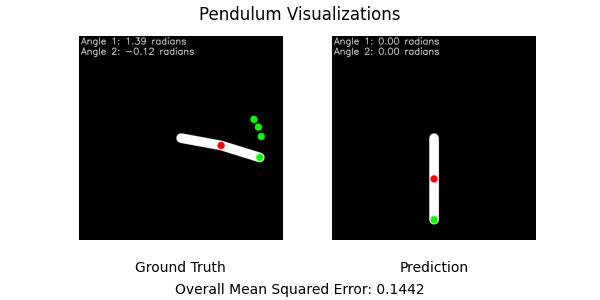 Pendulum Visualizations
Angle 1: 1.39 radians
Angle 2: −0.12 radians
Angle 1: 0.00 radians
Angle 2: 0.00 radians
Ground Truth
Prediction
Overall Mean Squared Error: 0.1442